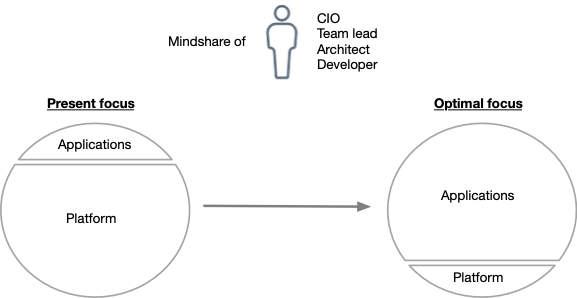 Mindshare of
CIO
Team lead
Architect
Developer
Present focus
Optimal focus
Applications
Platform
Applications
Platform